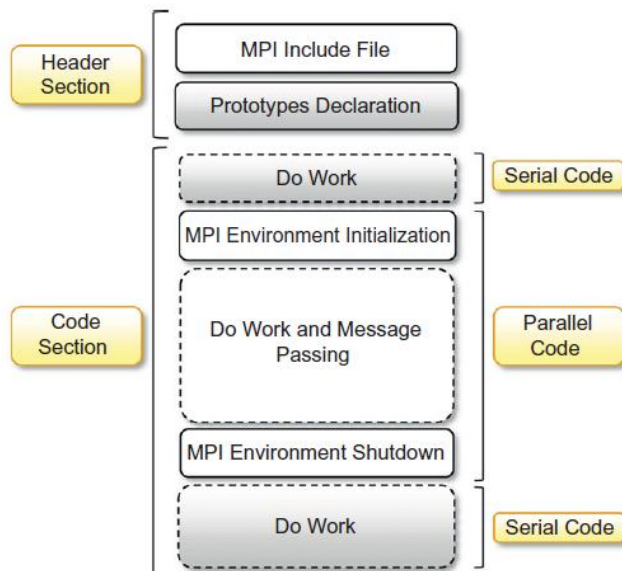 MPI Include File
Header
Section
Prototypes Declaration
Do Work
Serial Code
MPI Environment Initialization
Do Work and Message
Passing
Code
Section
Parallel
Code
MPI Environment Shutdown
Do Work
Serial Code